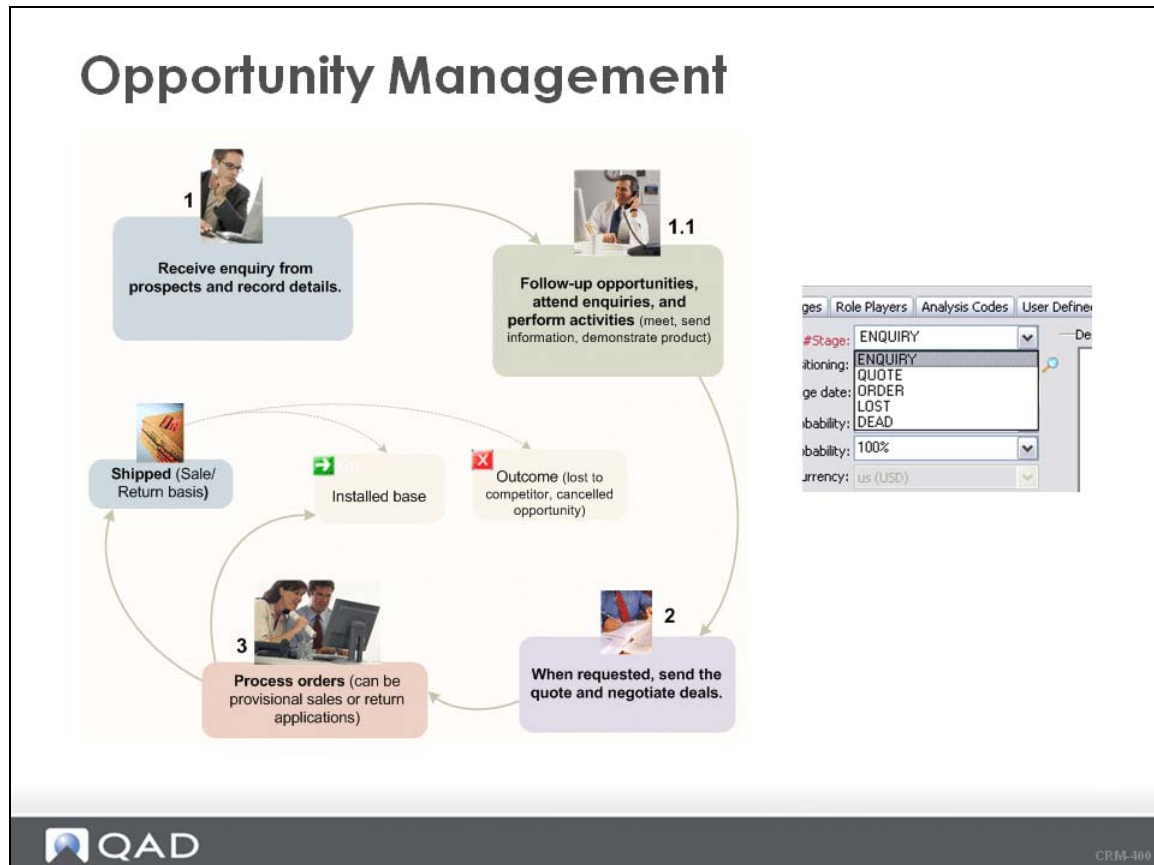 Opportunity Management
1
Receive enquiry from
prospects and record details.
1.1
Follow-up opportunities,
attend enquiries, and
perform activities (meet, send
information, demonstrate product)
Shipped (Sale/
Return basis)
Installed base
Outcome (lost to
competitor, cancelled
opportunity)
3
Process orders (can be
provisional sales or return
applications)
2
When requested, send the
quote and negotiate deals.
ges Role Players Analysis Codes User Define
#Stage: ENQUIRY De
itioning: ENQUIRY
QUOTE
ge date: ORDER
LOST
obability: DEAD
obability: 100%
urrency: us (USD)
QAD
CRM-400